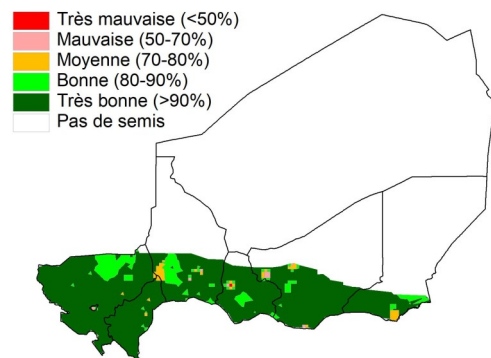 Très mauvaise (<50%)
Mauvaise (50-70%)
Moyenne (70-80%)
Bonne (80-90%)
Très bonne (>90%)
Pas de semis